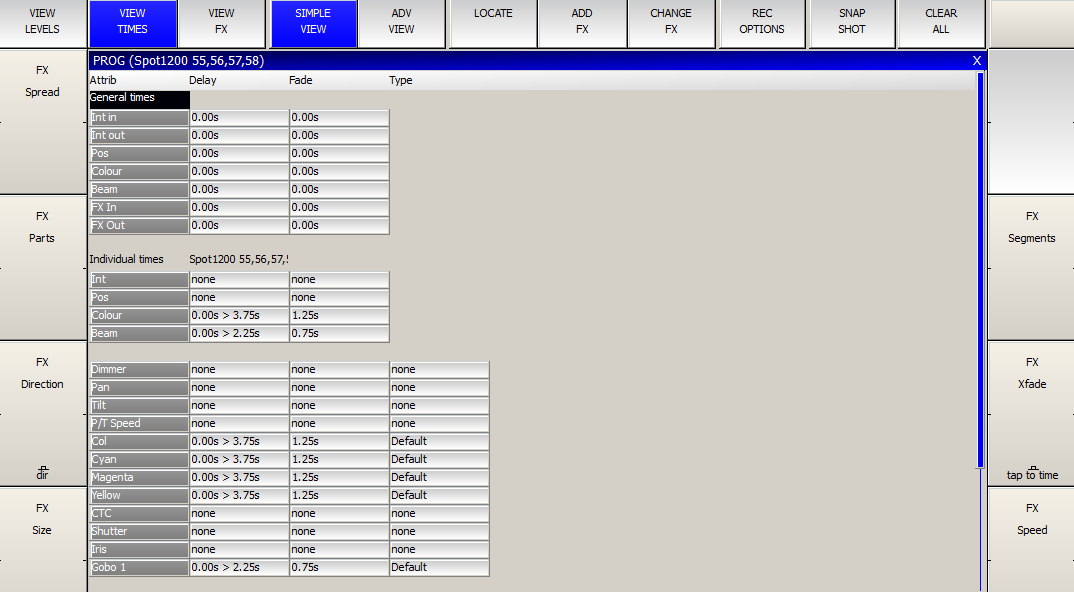 VIEW LEVELS
VIEW TIMES
VIEW FX
SIMPLE VIEW
ADV VIEW
LOCATE
ADD FX
CHANGE FX
REC OPTIONS
SNAP SHOT
CLEAR ALL
FX Spread
FX Parts
FX Direction
dir
FX Size
PROG (Spot1200 55,56,57,58) X
Attrib Delay Fade Type
General times
Int in 0.00s 0.00s
Int out 0.00s 0.00s
Pos 0.00s 0.00s
Colour 0.00s 0.00s
Beam 0.00s 0.00s
FX In 0.00s 0.00s
FX Out 0.00s 0.00s
Individual times Spot1200 55,56,57,
Int none none
Pos none none
Colour 0.00s > 3.75s 1.25s
Beam 0.00s > 2.25s 0.75s
Dimmer none none none
Pan none none none
Tilt none none none
P/T Speed none none none
Col 0.00s > 3.75s 1.25s Default
Cyan 0.00s > 3.75s 1.25s Default
Magenta 0.00s > 3.75s 1.25s Default
Yellow 0.00s > 3.75s 1.25s Default
CTC none none none
Shutter none none none
Iris none none none
Gobo 1 0.00s > 2.25s 0.75s Default
FX Segments
FX Xfade
tap to time
FX Speed